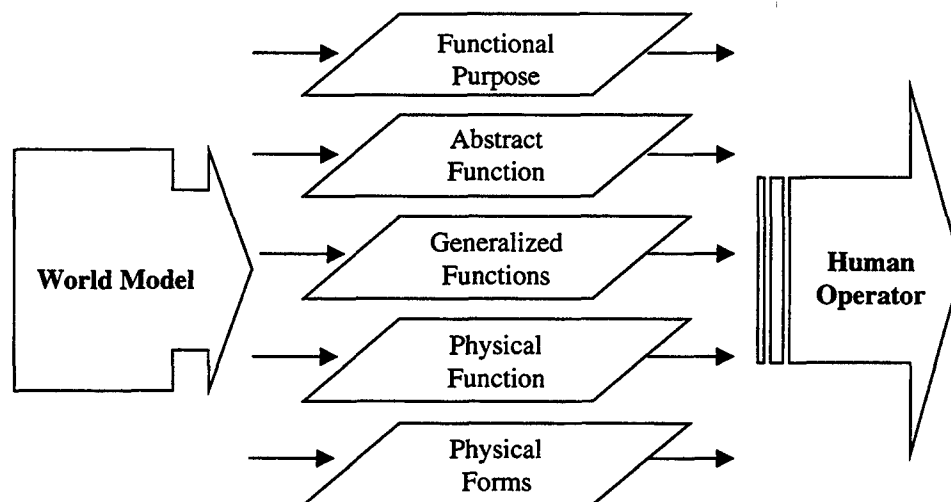 Functional
Purpose
Abstract
Function
World Model
Generalized
Functions
Human
Operator
Physical
Function
Physical
Forms